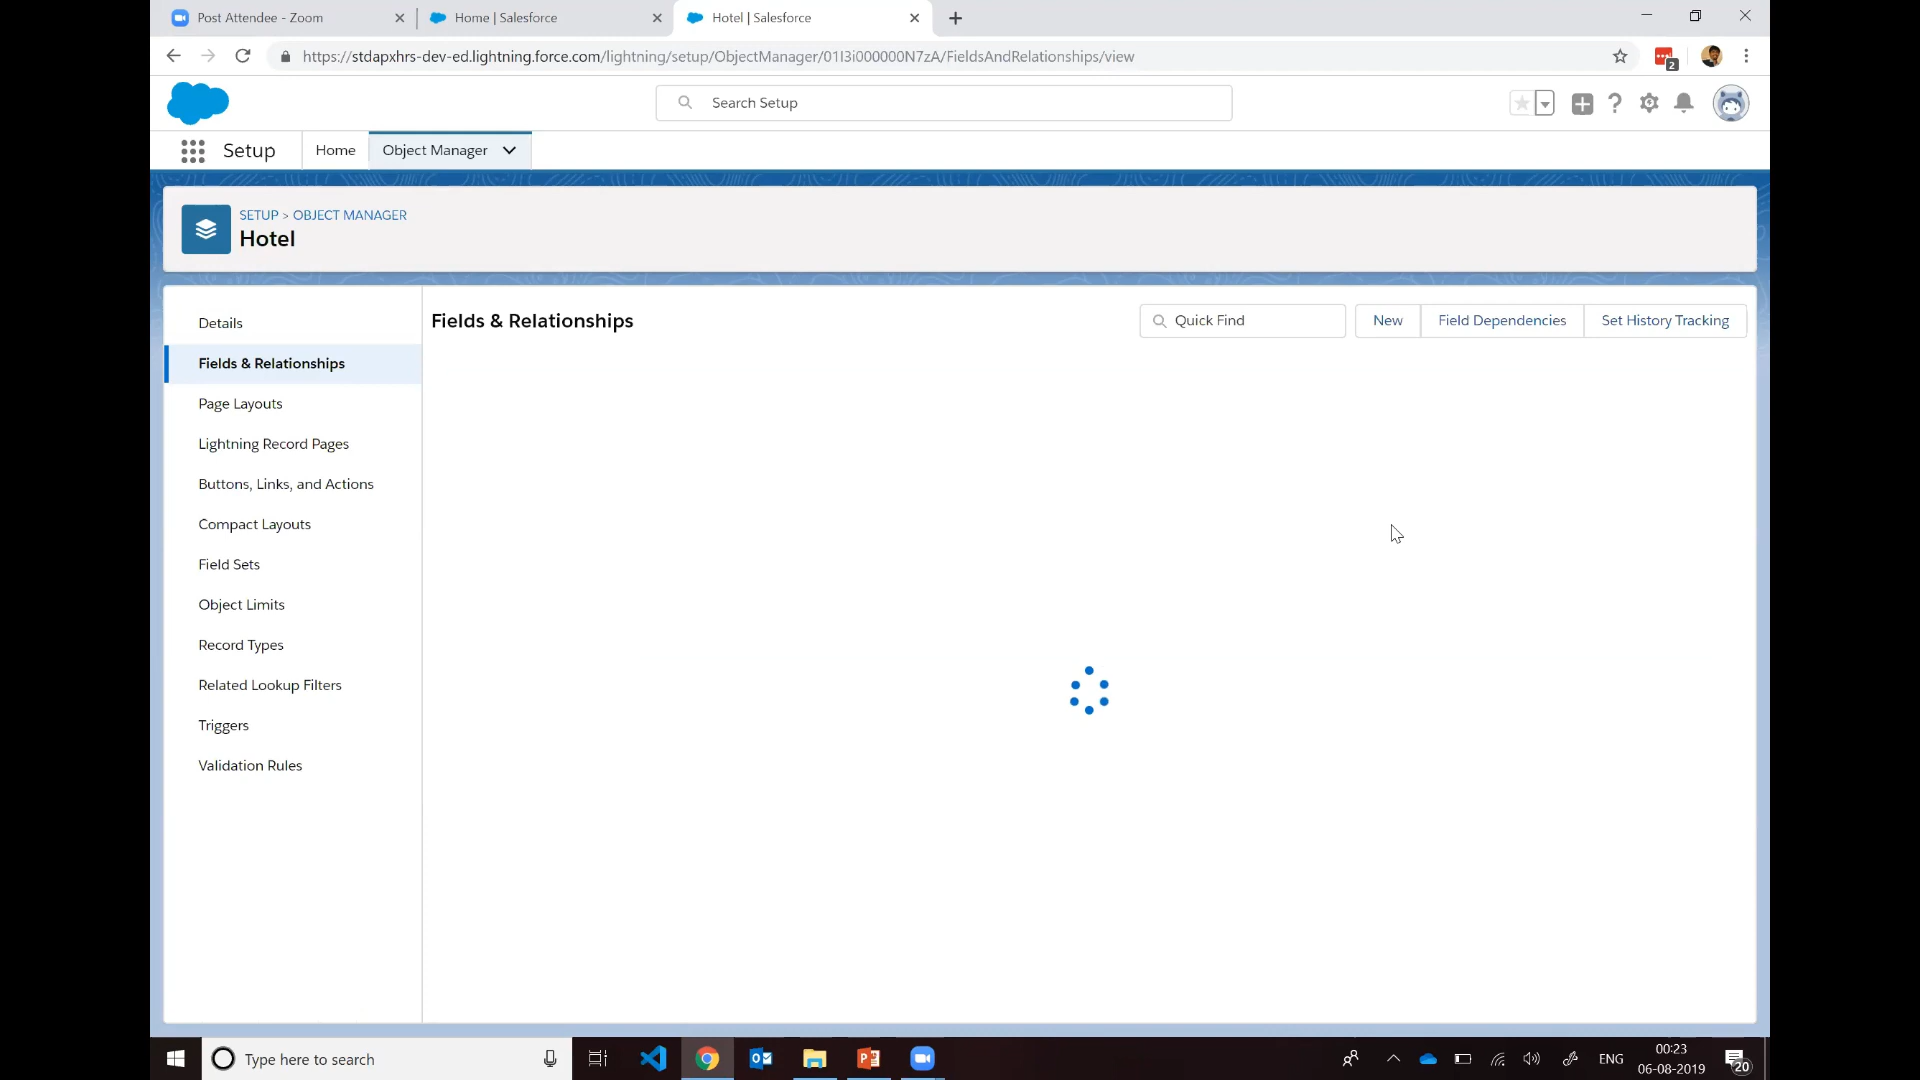 Post Attendee - Zoom
Home | Salesforce
Hotel | Salesforce
https://stdapxhrs-dev-ed.lightning.force.com/lightning/setup/ObjectManager/01I3i000000N7zA/FieldsAndRelationships/view
2
Search Setup
Setup
Home
Object Manager
SETUP > OBJECT MANAGER
Hotel
Details
Fields & Relationships
Page Layouts
Lightning Record Pages
Buttons, Links, and Actions
Compact Layouts
Field Sets
Object Limits
Record Types
Related Lookup Filters
Triggers
Validation Rules
Fields & Relationships
Quick Find
New
Field Dependencies
Set History Tracking
Type here to search
ENG
00:23
06-08-2019
20